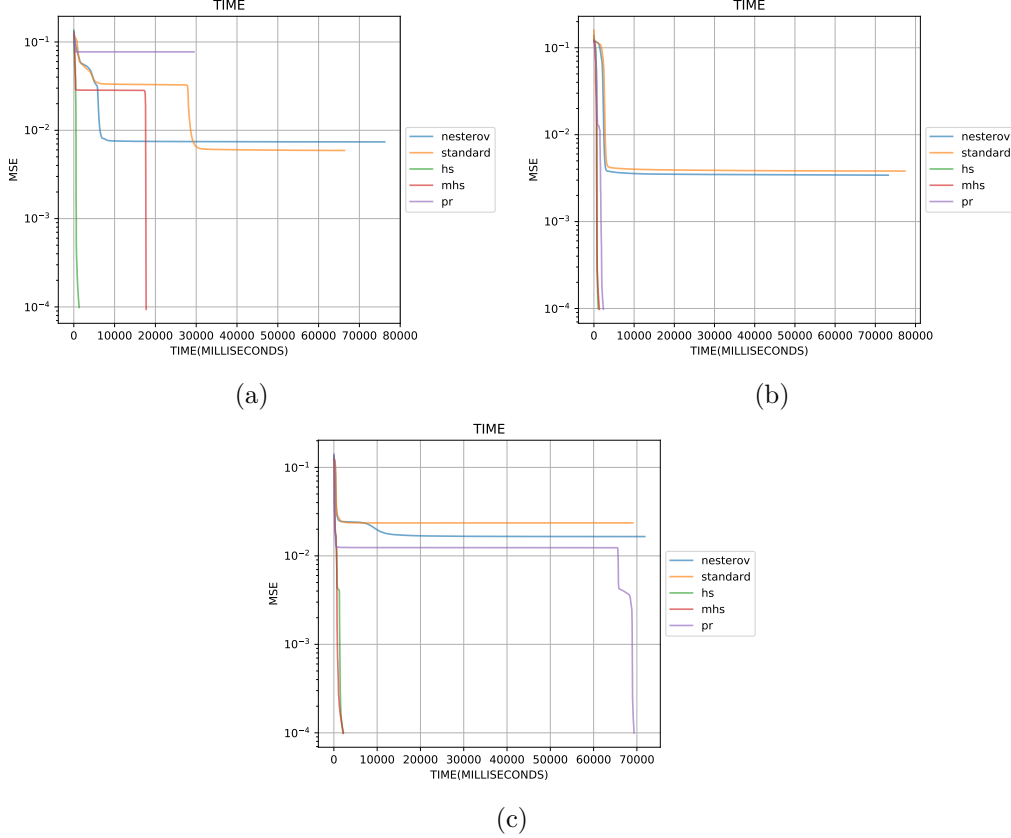 TIME
10⁻¹
10⁻²
10⁻³
10⁻⁴
MSE
0 10000 20000 30000 40000 50000 60000 70000 80000
TIME(MILLISECONDS)
nesterov
standard
hs
mhs
pr
(a)
TIME
10⁻¹
10⁻²
10⁻³
10⁻⁴
MSE
0 10000 20000 30000 40000 50000 60000 70000 80000
TIME(MILLISECONDS)
nesterov
standard
hs
mhs
pr
(b)
TIME
10⁻¹
10⁻²
10⁻³
10⁻⁴
MSE
0 10000 20000 30000 40000 50000 60000 70000
TIME(MILLISECONDS)
nesterov
standard
hs
mhs
pr
(c)